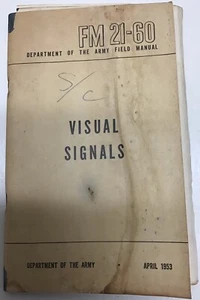 FM 21-60
DEPARTMENT OF THE ARMY FIELD MANUAL
S/C
VISUAL
SIGNALS
DEPARTMENT OF THE ARMY APRIL 1953